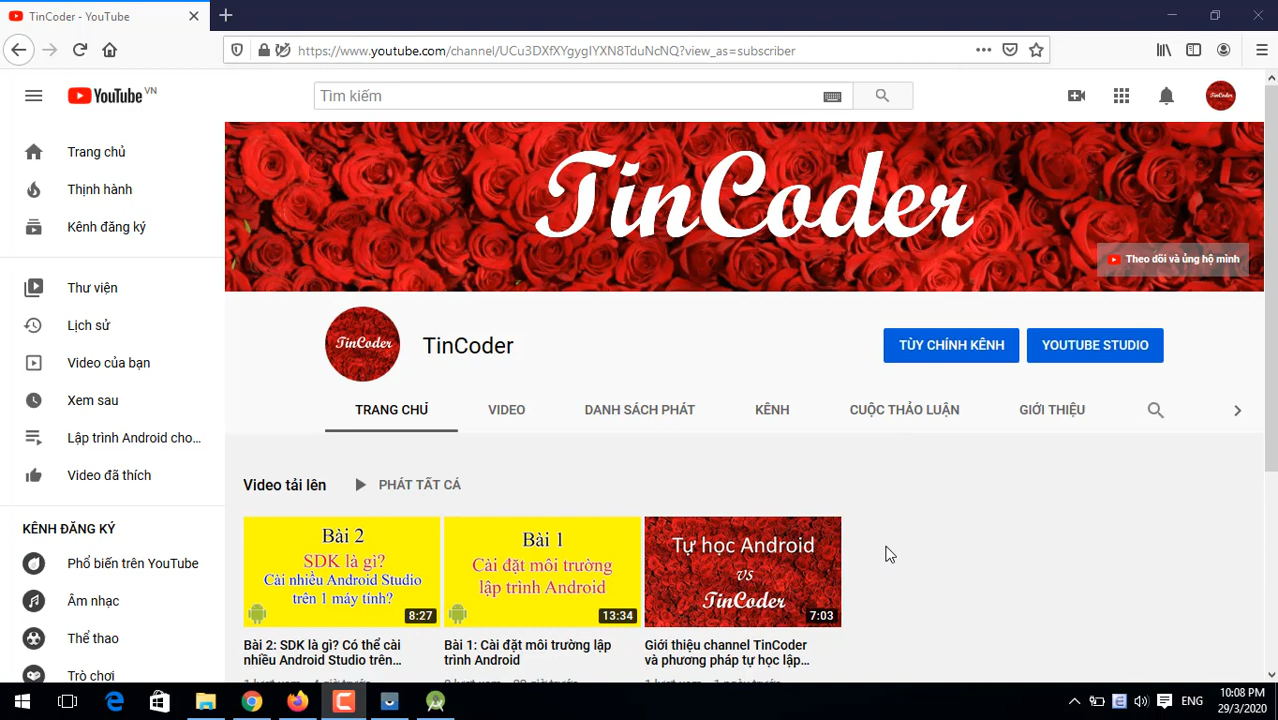 TinCoder - YouTube
https://www.youtube.com/channel/UCu3DXfXYgygIYXN8TduNcNQ?view_as=subscriber
YouTube VN
Tìm kiếm
TinCoder
Trang chủ
Thịnh hành
Kênh đăng ký
Thư viện
Lịch sử
Video của bạn
Xem sau
Lập trình Android cho...
Video đã thích
KÊNH ĐĂNG KÝ
Phổ biến trên YouTube
Âm nhạc
Thể thao
Trò chơi
TinCoder
Theo dõi và ủng hộ mình
TinCoder
TinCoder
TÙY CHỈNH KÊNH
YOUTUBE STUDIO
TRANG CHỦ
VIDEO
DANH SÁCH PHÁT
KÊNH
CUỘC THẢO LUẬN
GIỚI THIỆU
Video tải lên
PHÁT TẤT CẢ
Bài 2
SDK là gì?
Cài nhiều Android Studio
trên 1 máy tính?
8:27
Bài 2: SDK là gì? Có thể cài
nhiều Android Studio trên...
Bài 1
Cài đặt môi trường
lập trình Android
13:34
Bài 1: Cài đặt môi trường lập
trình Android
Tự học Android
vs
TinCoder
7:03
Giới thiệu channel TinCoder
và phương pháp tự học lập...
ENG
10:08 PM
29/3/2020